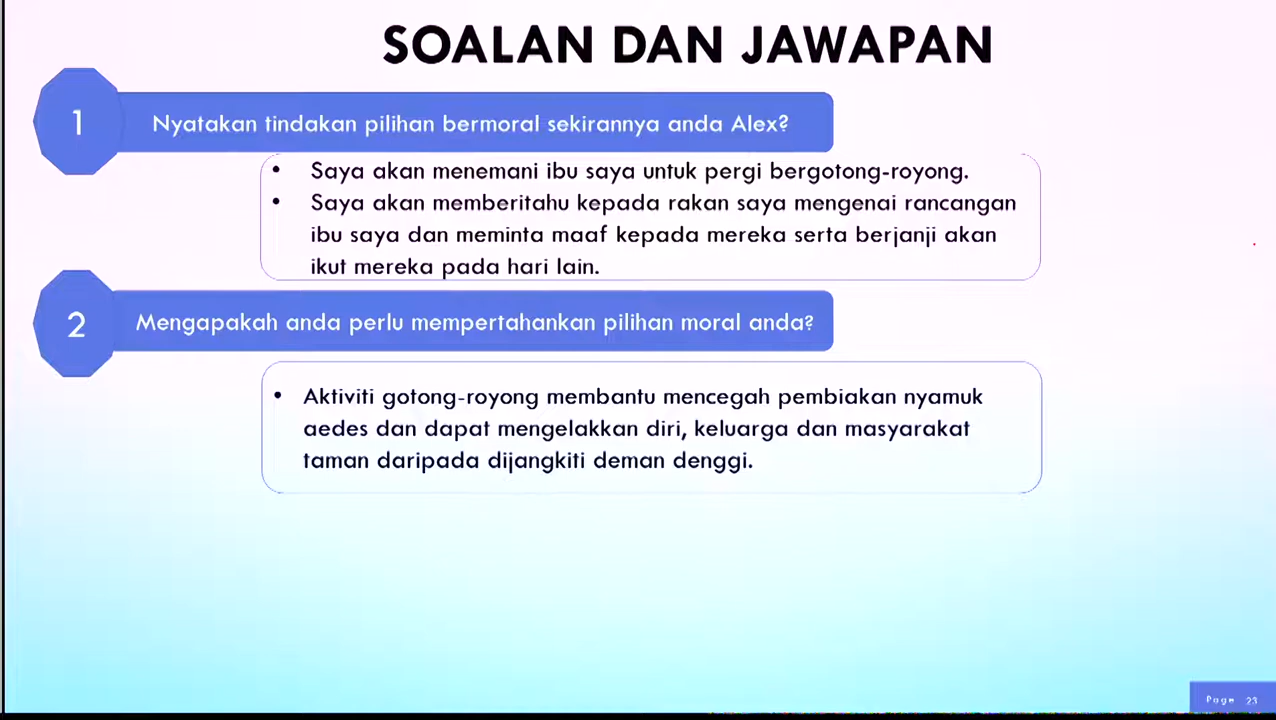 SOALAN DAN JAWAPAN
1
Nyatakan tindakan pilihan bermoral sekirannya anda Alex?
• Saya akan menemani ibu saya untuk pergi bergotong-royong.
• Saya akan memberitahu kepada rakan saya mengenai rancangan
ibu saya dan meminta maaf kepada mereka serta berjanji akan
ikut mereka pada hari lain.
2
Mengapakah anda perlu mempertahankan pilihan moral anda?
• Aktiviti gotong-royong membantu mencegah pembiakan nyamuk
aedes dan dapat mengelakkan diri, keluarga dan masyarakat
taman daripada dijangkiti deman denggi.
Page 23